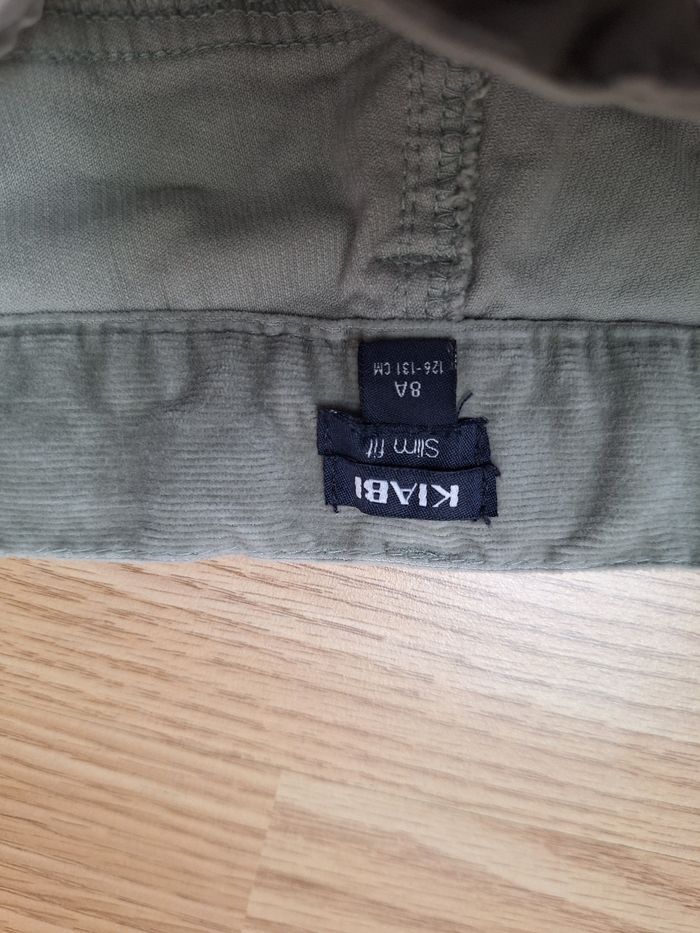 KIABI
Slim fit
8A
126-131 CM